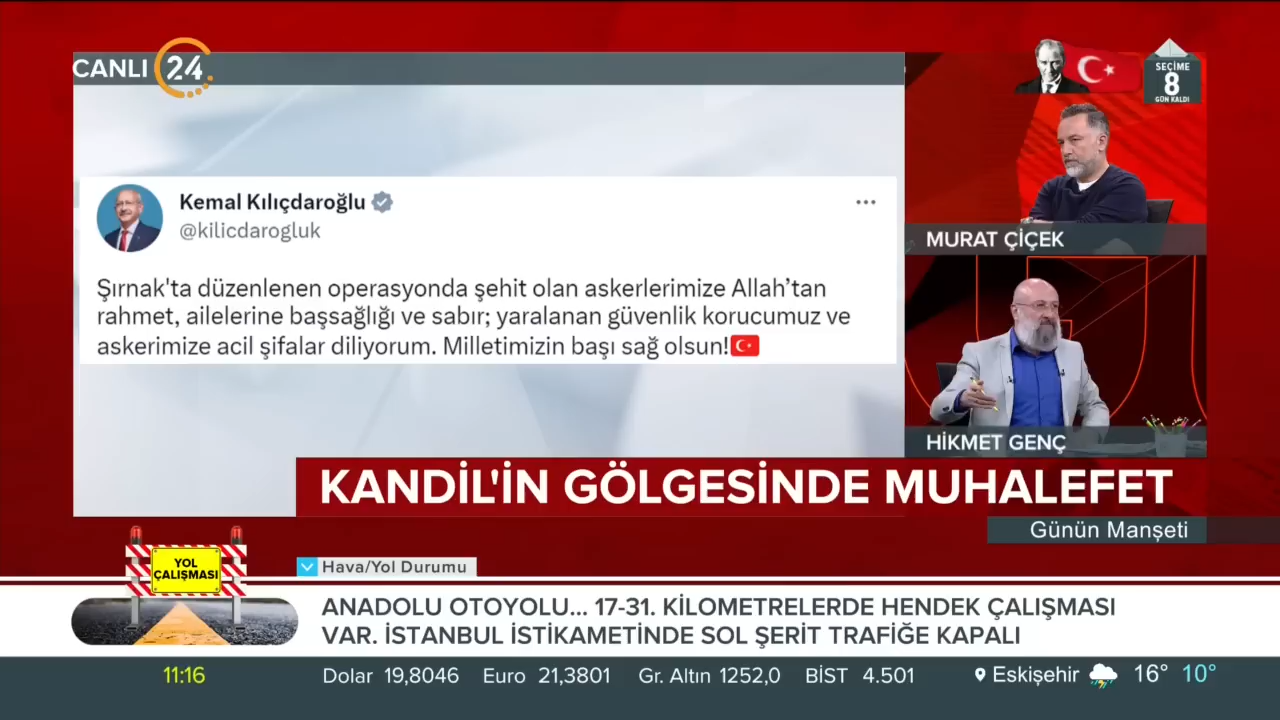 CANLI 24
SEÇİME
8
GÜN KALDI
Kemal Kılıçdaroğlu
@kilicdarogluk
Şırnak'ta düzenlenen operasyonda şehit olan askerlerimize Allah’tan
rahmet, ailelerine başsağlığı ve sabır; yaralanan güvenlik korucumuz ve
askerimize acil şifalar diliyorum. Milletimizin başı sağ olsun!
MURAT ÇİÇEK
HİKMET GENÇ
KANDİL'İN GÖLGESİNDE MUHALEFET
Günün Manşeti
YOL
ÇALIŞMASI
Hava/Yol Durumu
ANADOLU OTOYOLU... 17-31. KİLOMETRELERDE HENDEK ÇALIŞMASI
VAR. İSTANBUL İSTİKAMETİNDE SOL ŞERİT TRAFİĞE KAPALI
11:16 Dolar 19,8046 Euro 21,3801 Gr. Altın 1252,0 BİST 4.501 Eskişehir 16° 10°